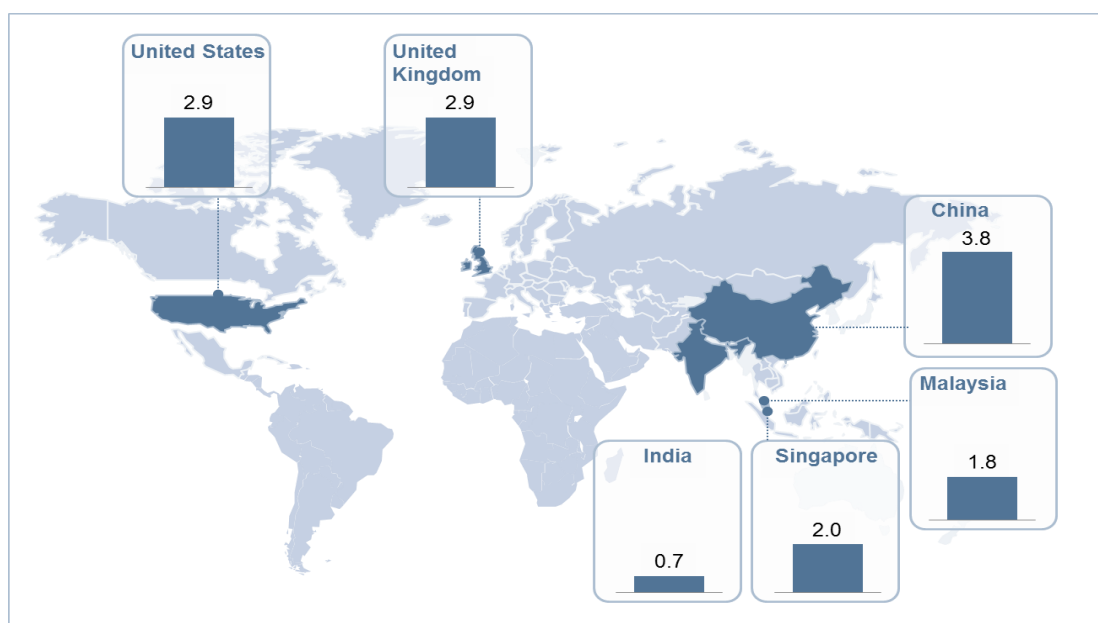 United States
2.9
United
Kingdom
2.9
China
3.8
Malaysia
1.8
India
0.7
Singapore
2.0